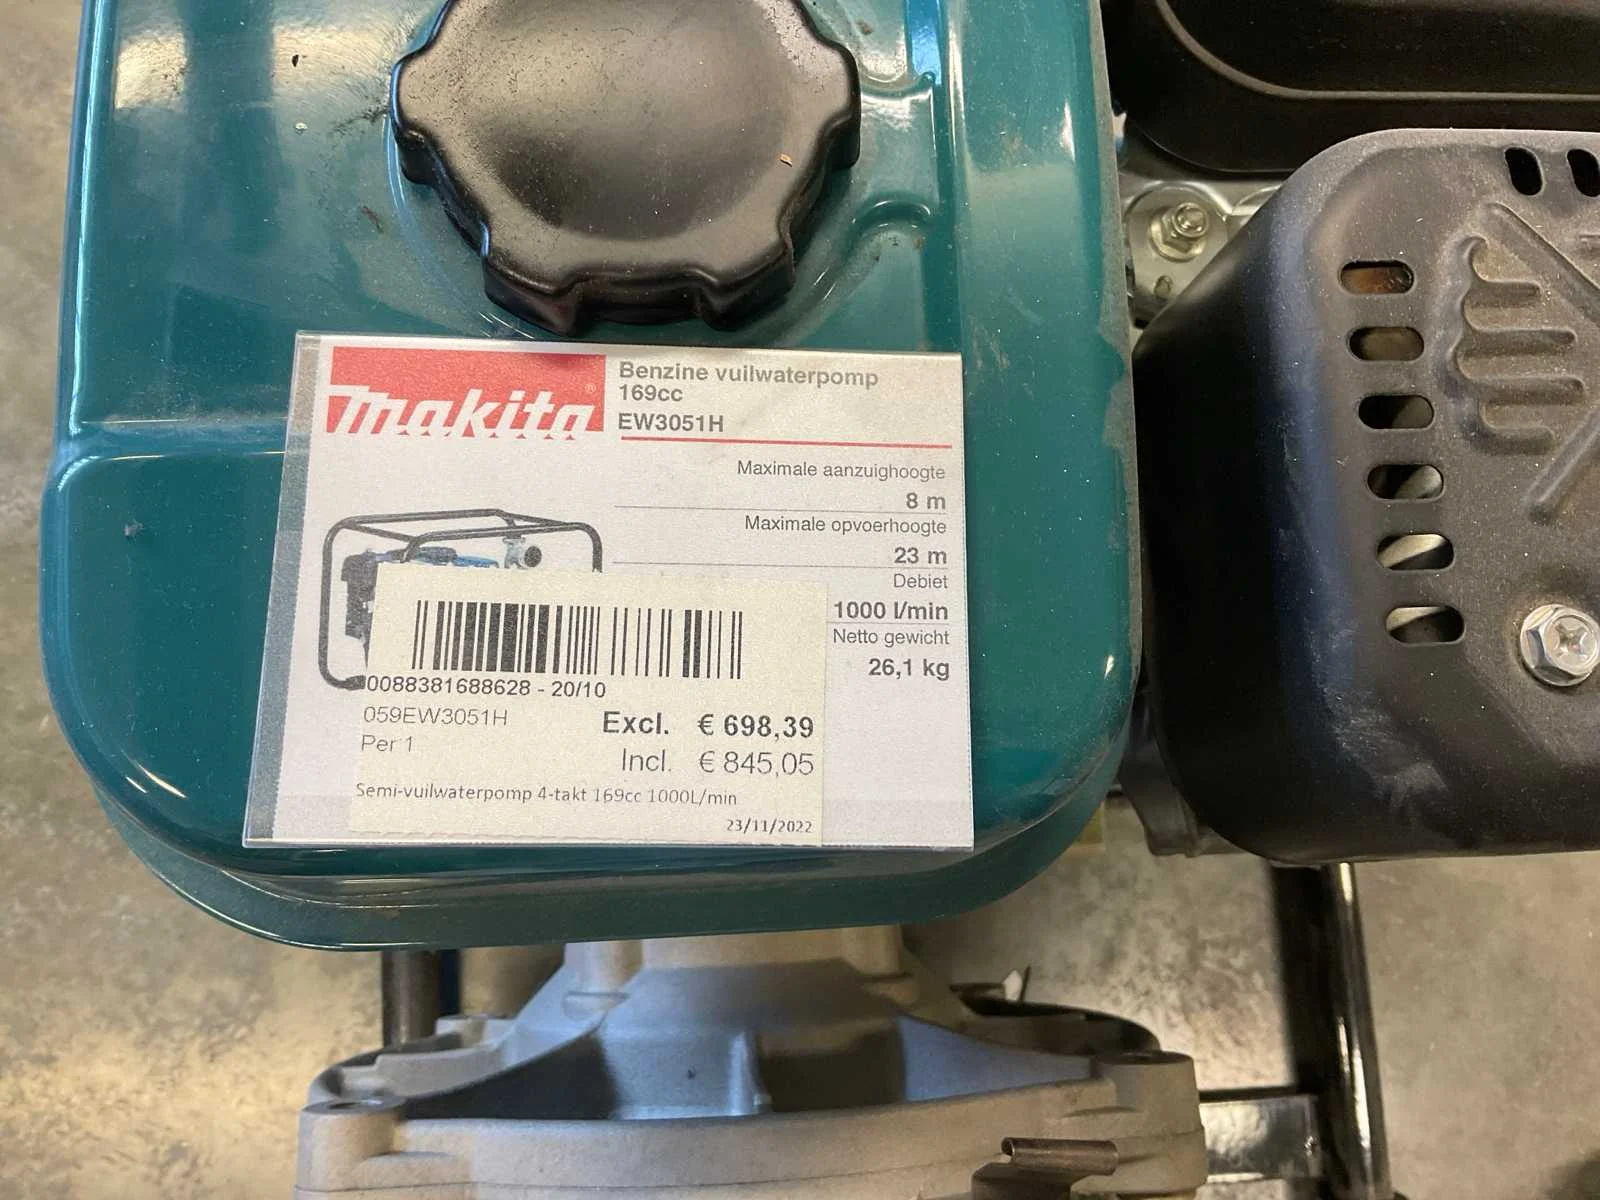 makita®
Benzine vuilwaterpomp
169cc
EW3051H
Maximale aanzuighoogte
8 m
Maximale opvoerhoogte
23 m
Debiet
1000 l/min
Netto gewicht
26,1 kg
0088381688628 - 20/10
059EW3051H
Per 1
Excl. € 698,39
Incl. € 845,05
Semi-vuilwaterpomp 4-takt 169cc 1000L/min
23/11/2022